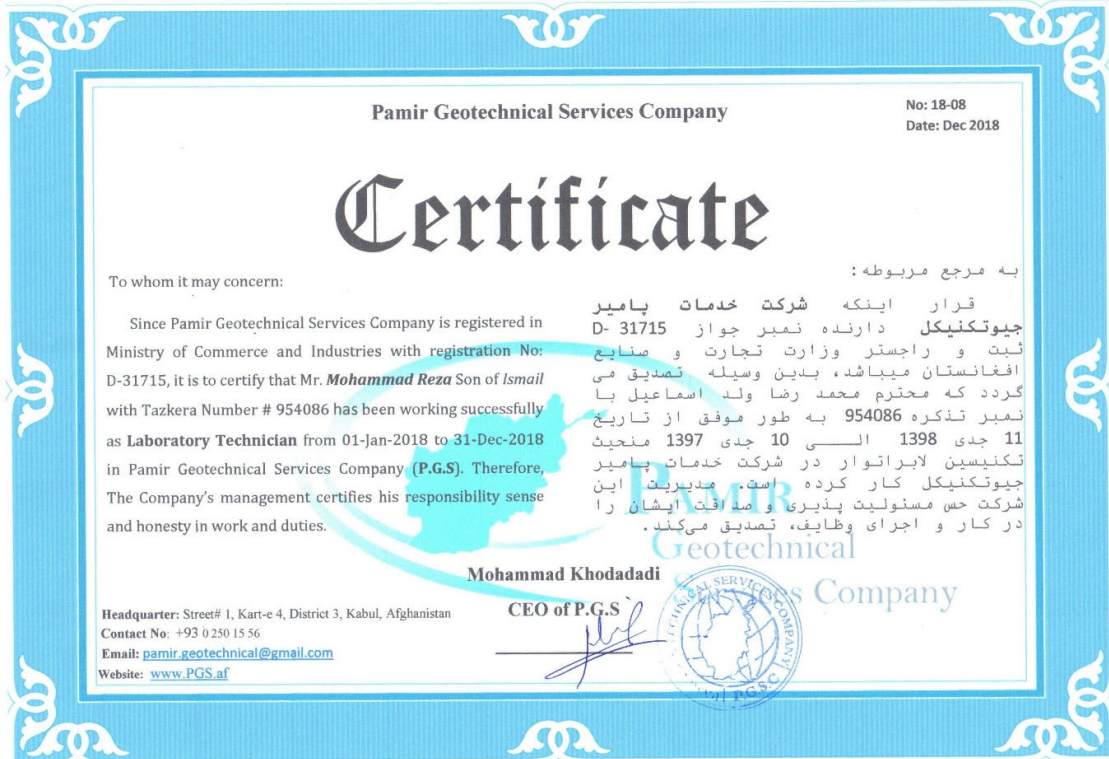 Pamir Geotechnical Services Company
No: 18-08
Date: Dec 2018
Certificate
To whom it may concern:
Since Pamir Geotechnical Services Company is registered in
Ministry of Commerce and Industries with registration No:
D-31715, it is to certify that Mr. Mohammad Reza Son of Ismail
with Tazkera Number # 954086 has been working successfully
as Laboratory Technician from 01-Jan-2018 to 31-Dec-2018
in Pamir Geotechnical Services Company (P.G.S). Therefore,
The Company's management certifies his responsibility sense
and honesty in work and duties.
به مرجع مربوطه:
قرار اینکه شرکت خدمات پامیر
جیوتکنیکل دارنده نمبر جواز D- 31715
ثبت و راجستر وزارت تجارت و صنایع
افغانستان میباشد، بدین وسیله تصدیق می
گردد که محترم محمد رضا ولد اسماعیل با
نمبر تذکره 954086 به طور موفق از تاریخ
11 جدی 1398 الی 10 جدی 1397 منحیث
تکنیسین لابراتوار در شرکت خدمات پامیر
جیوتکنیکل کار کرده است. مدیریت این
شرکت حس مسئولیت پذیری و صداقت ایشان را
در کار و اجرای وظایف، تصدیق می‌کند.
PAMIR
Geotechnical
Services Company
Mohammad Khodadadi
CEO of P.G.S
Headquarter: Street# 1, Kart-e 4, District 3, Kabul, Afghanistan
Contact No: +93 0 250 15 56
Email: pamir.geotechnical@gmail.com
Website: www.PGS.af
TECHNICAL SERVICES COMPANY
P.G.S.C